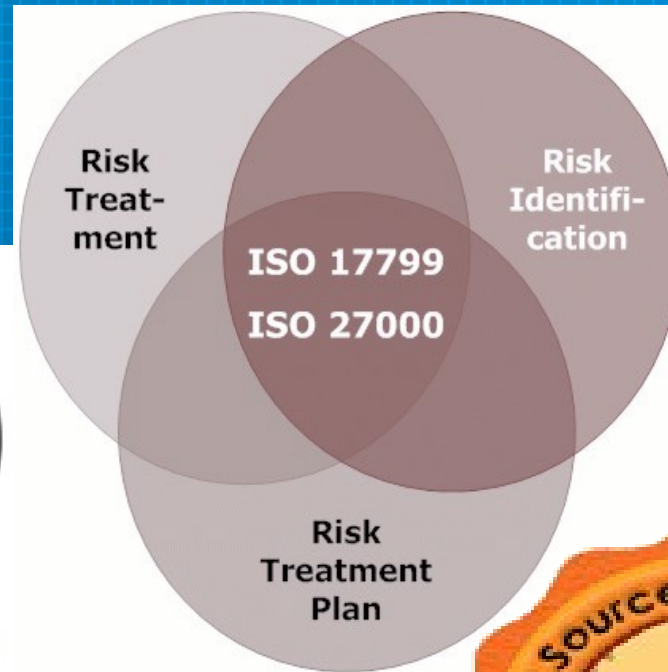 Risk
Treat-
ment
Risk
Identifi-
cation
ISO 17799
ISO 27000
Risk
Treatment
Plan
Source